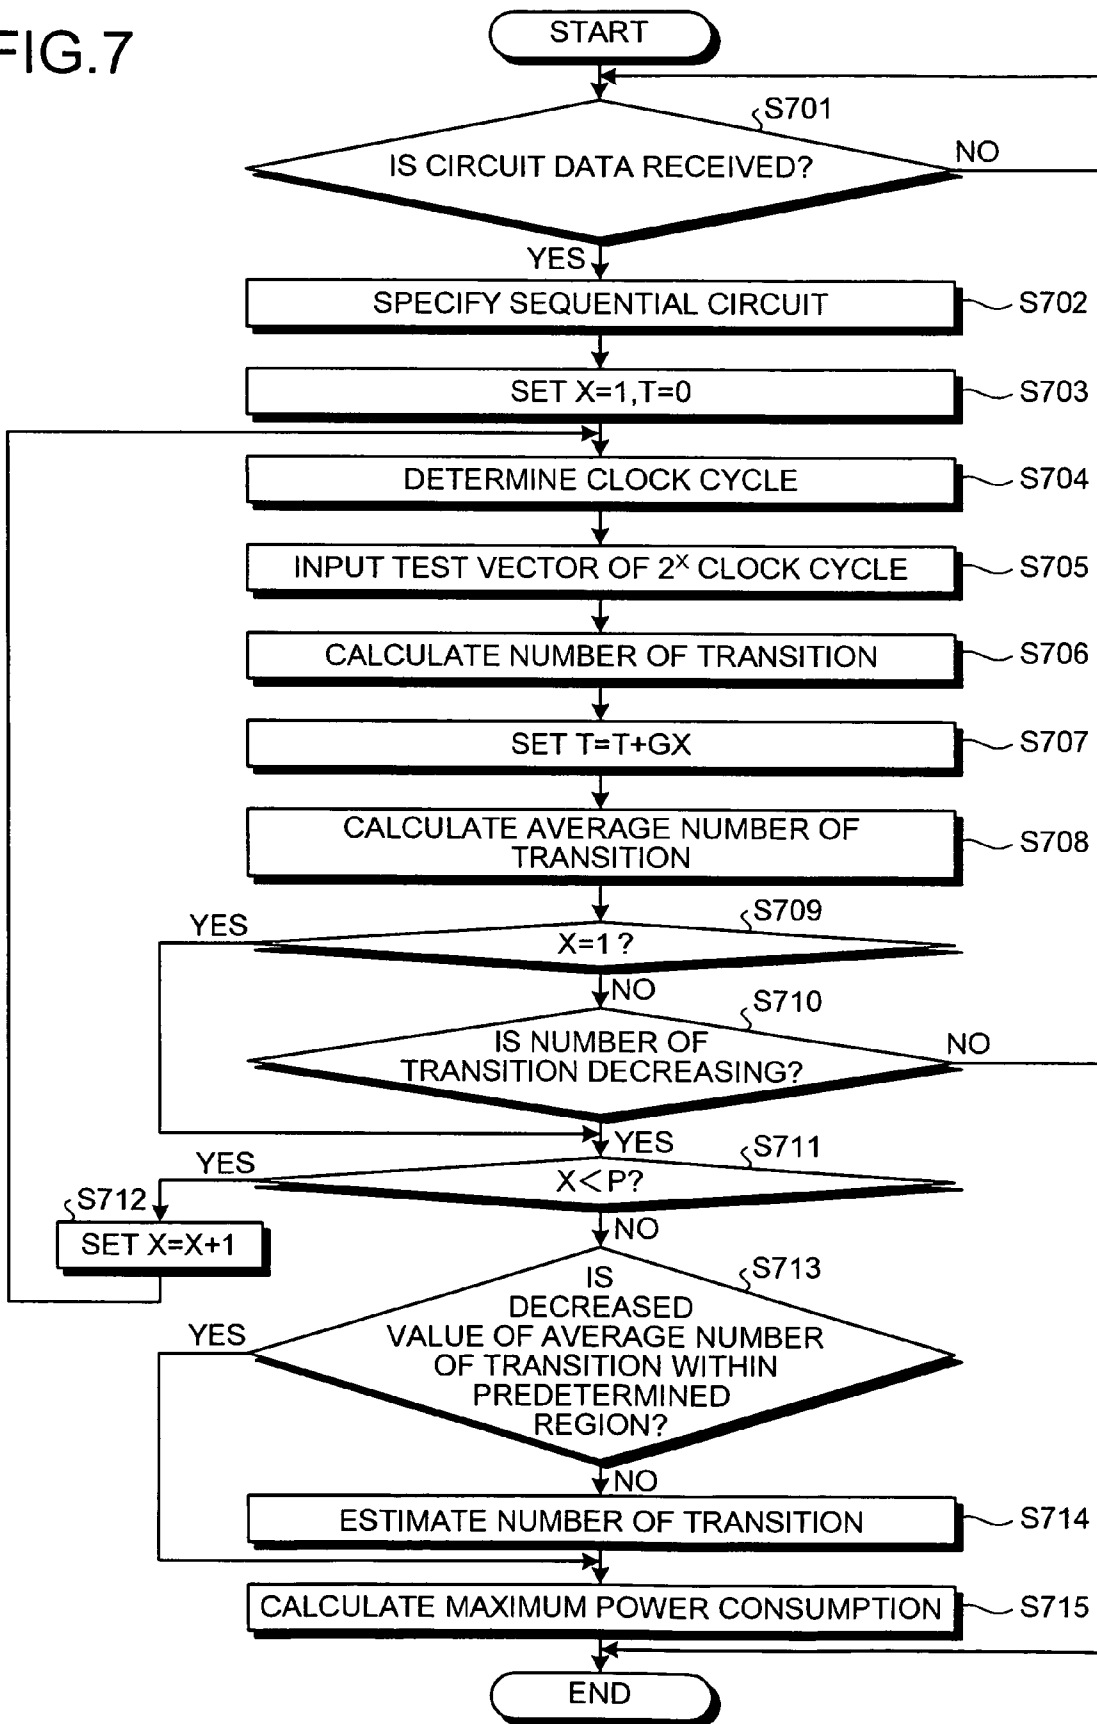 FIG.7
START
S701
IS CIRCUIT DATA RECEIVED?
NO
YES
SPECIFY SEQUENTIAL CIRCUIT
S702
SET X=1,T=0
S703
DETERMINE CLOCK CYCLE
S704
INPUT TEST VECTOR OF 2ˣ CLOCK CYCLE
S705
CALCULATE NUMBER OF TRANSITION
S706
SET T=T+GX
S707
CALCULATE AVERAGE NUMBER OF
TRANSITION
S708
S709
YES
X=1?
NO
S710
IS NUMBER OF
TRANSITION DECREASING?
NO
YES
S711
YES
X<P?
S712
SET X=X+1
NO
S713
IS
DECREASED
VALUE OF AVERAGE NUMBER
OF TRANSITION WITHIN
PREDETERMINED
REGION?
YES
NO
ESTIMATE NUMBER OF TRANSITION
S714
CALCULATE MAXIMUM POWER CONSUMPTION
S715
END